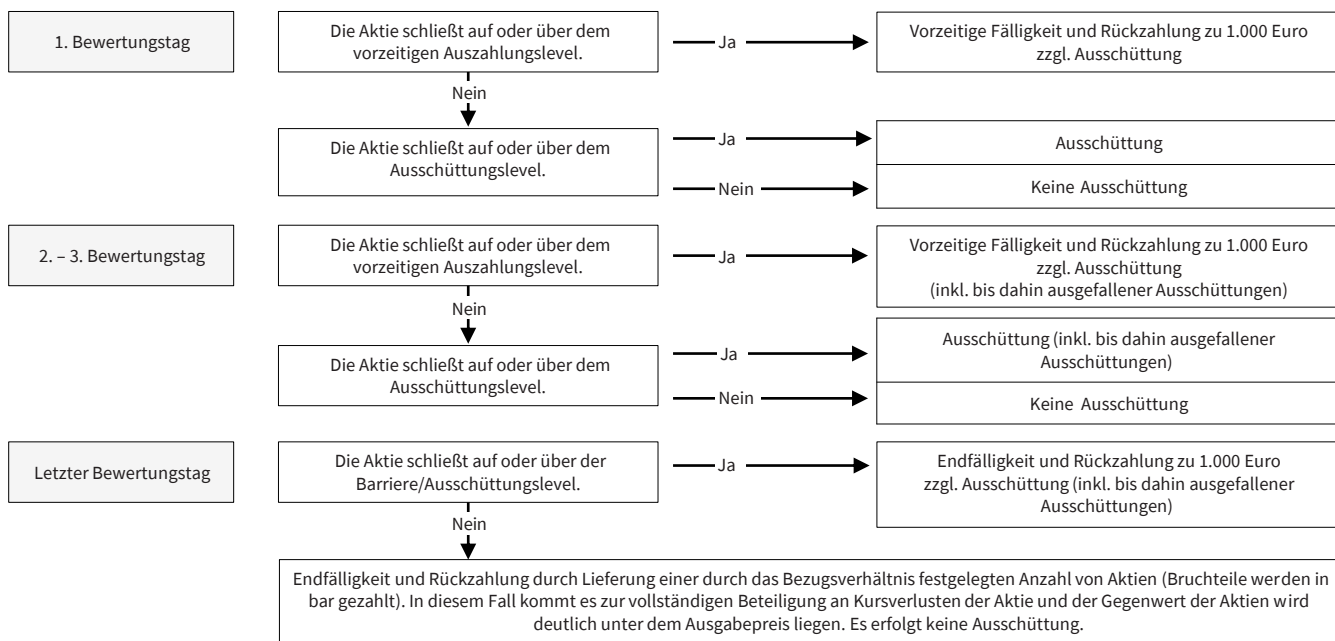 1. Bewertungstag
Die Aktie schließt auf oder über dem
vorzeitigen Auszahlungslevel.
Ja
Vorzeitige Fälligkeit und Rückzahlung zu 1.000 Euro
zzgl. Ausschüttung
Nein
Die Aktie schließt auf oder über dem
Ausschüttungslevel.
Ja
Ausschüttung
Nein
Keine Ausschüttung
2. – 3. Bewertungstag
Die Aktie schließt auf oder über dem
vorzeitigen Auszahlungslevel.
Ja
Vorzeitige Fälligkeit und Rückzahlung zu 1.000 Euro
zzgl. Ausschüttung
(inkl. bis dahin ausgefallener Ausschüttungen)
Nein
Die Aktie schließt auf oder über dem
Ausschüttungslevel.
Ja
Ausschüttung (inkl. bis dahin ausgefallener
Ausschüttungen)
Nein
Keine Ausschüttung
Letzter Bewertungstag
Die Aktie schließt auf oder über der
Barriere/Ausschüttungslevel.
Ja
Endfälligkeit und Rückzahlung zu 1.000 Euro
zzgl. Ausschüttung (inkl. bis dahin ausgefallener
Ausschüttungen)
Nein
Endfälligkeit und Rückzahlung durch Lieferung einer durch das Bezugsverhältnis festgelegten Anzahl von Aktien (Bruchteile werden in
bar gezahlt). In diesem Fall kommt es zur vollständigen Beteiligung an Kursverlusten der Aktie und der Gegenwert der Aktien wird
deutlich unter dem Ausgabepreis liegen. Es erfolgt keine Ausschüttung.